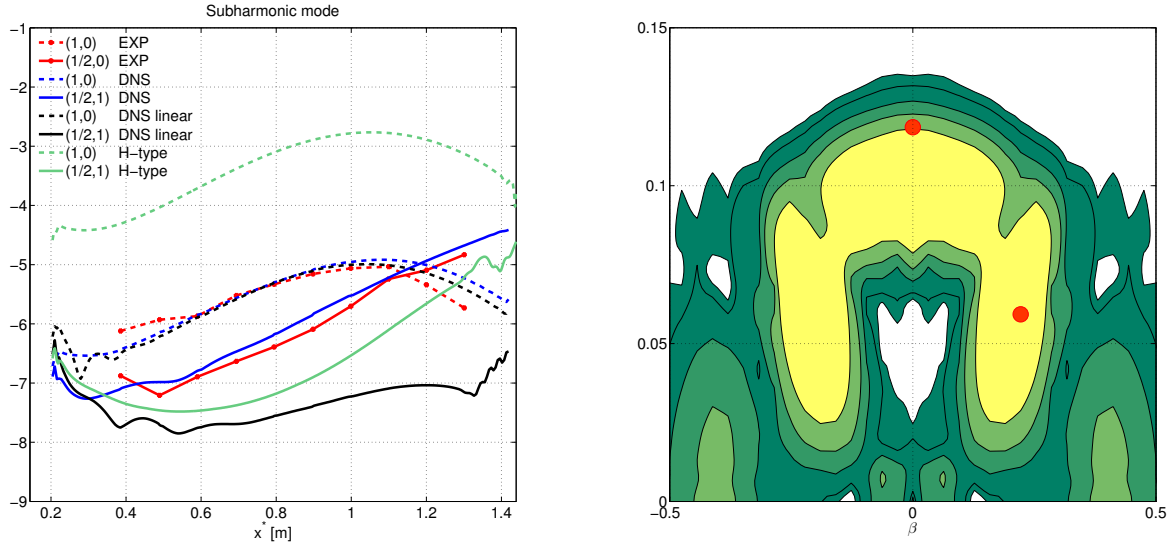 Subharmonic mode
−1
−2
−3
−4
−5
−6
−7
−8
−9
(1,0) EXP
(1/2,0) EXP
(1,0) DNS
(1/2,1) DNS
(1,0) DNS linear
(1/2,1) DNS linear
(1,0) H−type
(1/2,1) H−type
0.2 0.4 0.6 0.8 1.0 1.2 1.4
x* [m]
0.15
0.1
0.05
0
−0.5 0 0.5
β